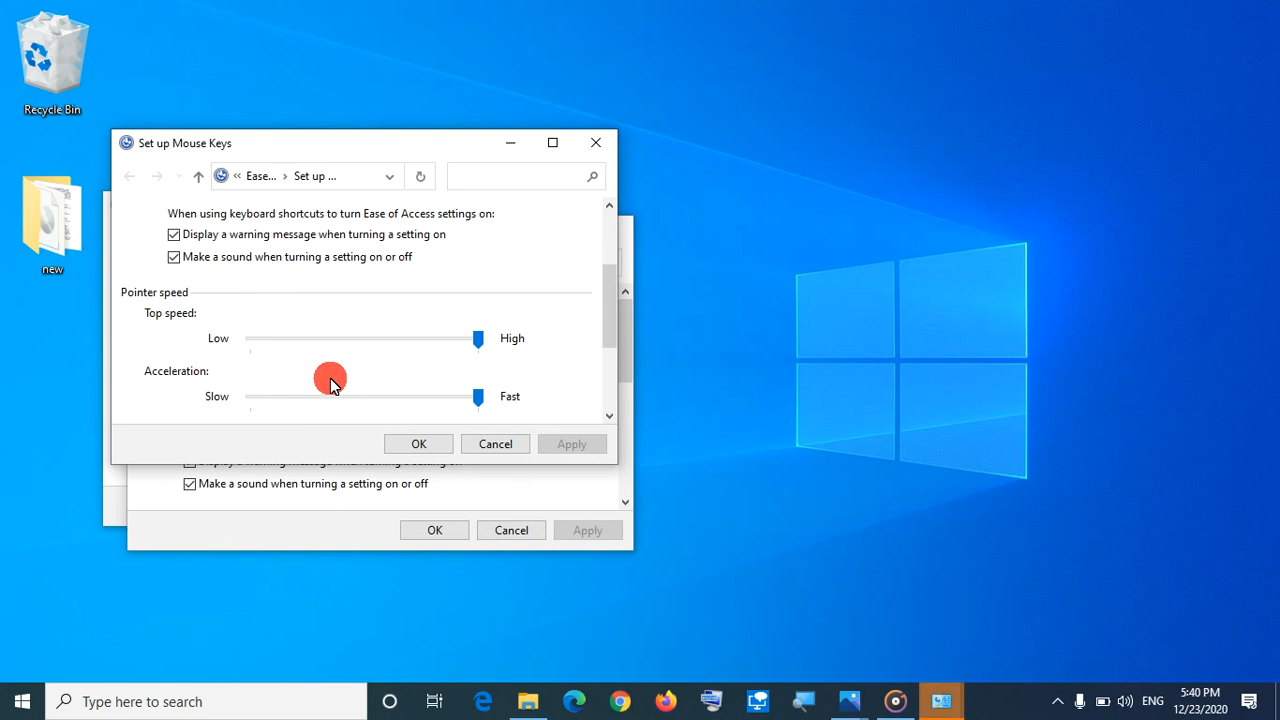 Recycle Bin
new
Set up Mouse Keys
« Ease... › Set up ...
When using keyboard shortcuts to turn Ease of Access settings on:
Display a warning message when turning a setting on
Make a sound when turning a setting on or off
Pointer speed
Top speed:
Low High
Acceleration:
Slow Fast
OK Cancel Apply
Make a sound when turning a setting on or off
OK Cancel Apply
Type here to search
ENG
5:40 PM
12/23/2020